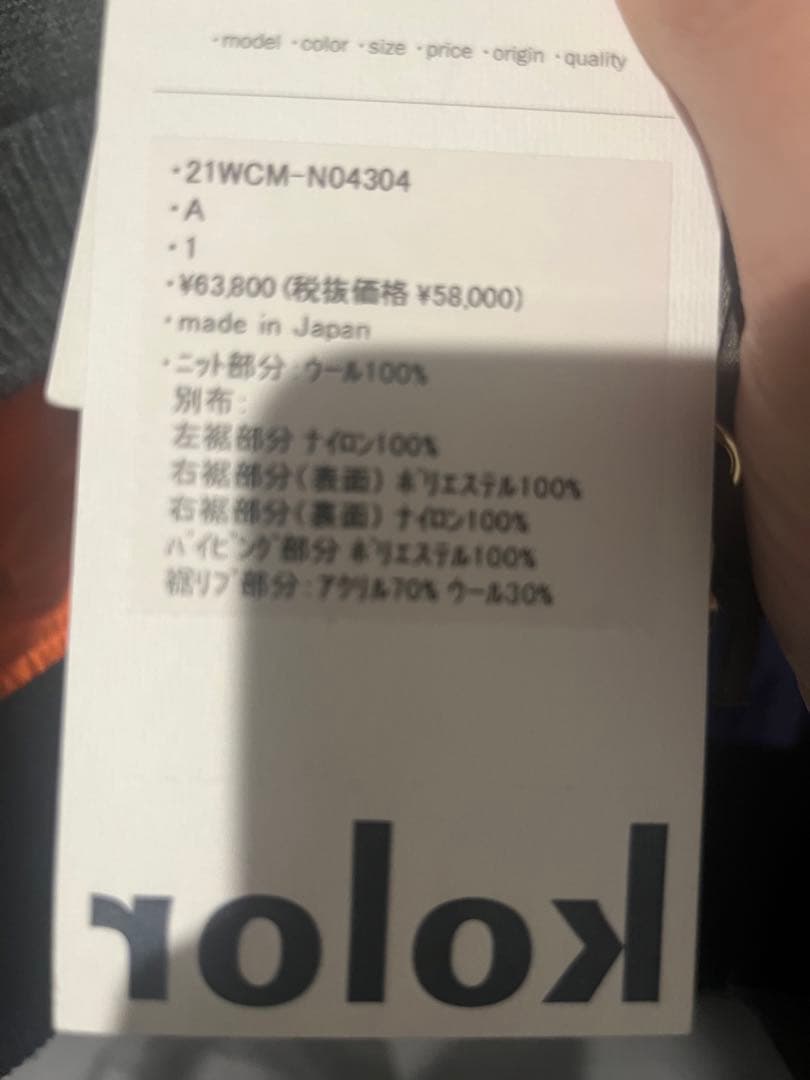 ・model ・color ・size ・price ・origin ・quality
・21WCM-N04304
・A
・1
・¥63,800 (税抜価格 ¥58,000)
・made in Japan
・ニット部分:ウール100%
別布:
左裾部分 ナイロン100%
右裾部分(表面) ポリエステル100%
右裾部分(裏面) ナイロン100%
パイピング部分 ポリエステル100%
裾リブ部分:アクリル70% ウール30%
kolor